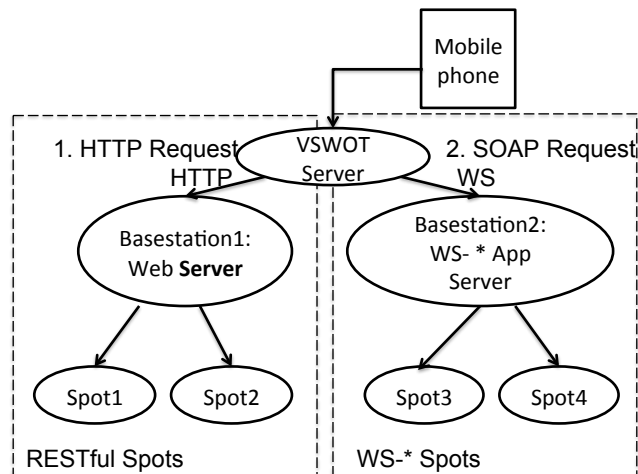 Mobile
phone
VSWOT
Server
1. HTTP Request
HTTP
2. SOAP Request
WS
Basestation1:
Web Server
Basestation2:
WS- * App
Server
Spot1
Spot2
Spot3
Spot4
RESTful Spots
WS-* Spots